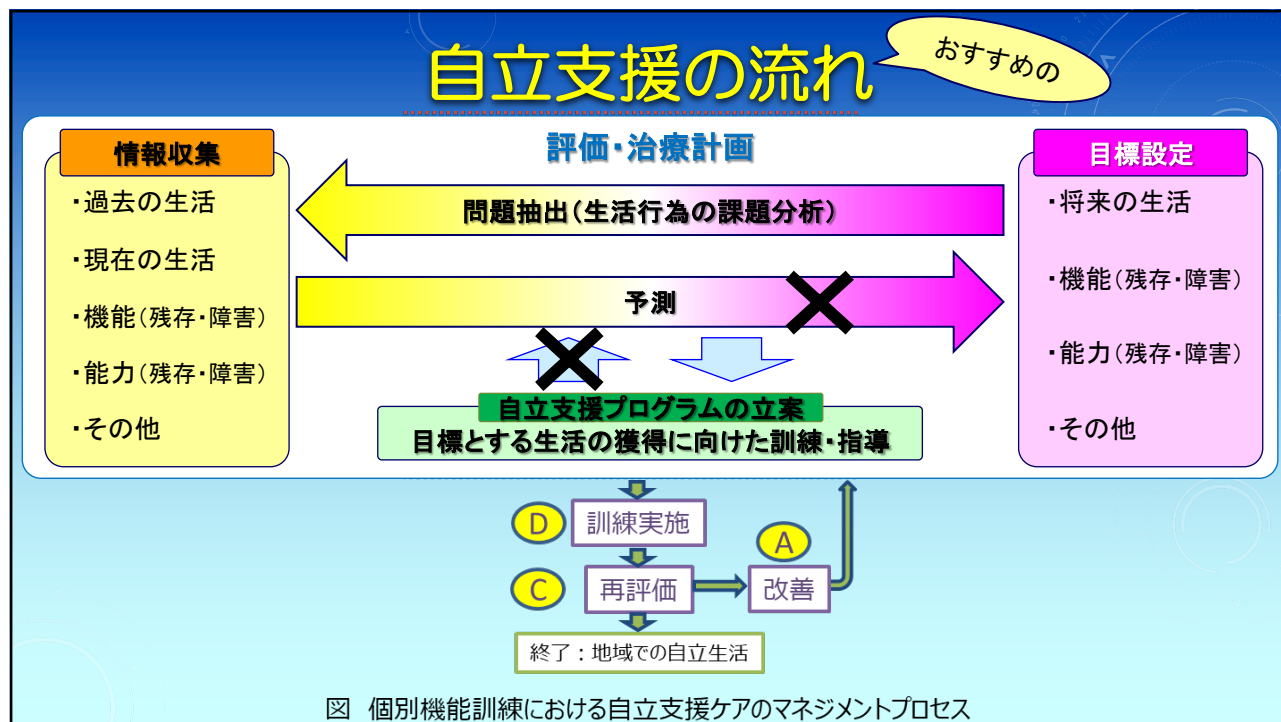 おすすめの
自立支援の流れ
評価・治療計画
情報収集
・過去の生活
・現在の生活
・機能（残存・障害）
・能力（残存・障害）
・その他
問題抽出（生活行為の課題分析）
予測
目標設定
・将来の生活
・機能（残存・障害）
・能力（残存・障害）
・その他
自立支援プログラムの立案
目標とする生活の獲得に向けた訓練・指導
D
訓練実施
A
C
再評価
改善
終了：地域での自立生活
図 個別機能訓練における自立支援ケアのマネジメントプロセス